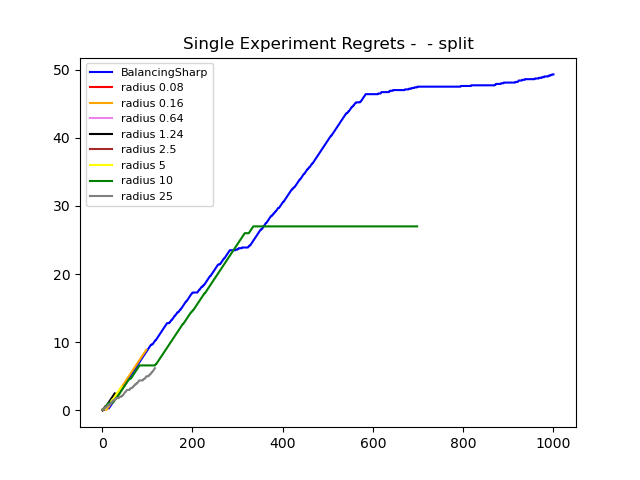 Single Experiment Regrets -  - split
50
40
30
20
10
0
BalancingSharp
radius 0.08
radius 0.16
radius 0.64
radius 1.24
radius 2.5
radius 5
radius 10
radius 25
0 200 400 600 800 1000